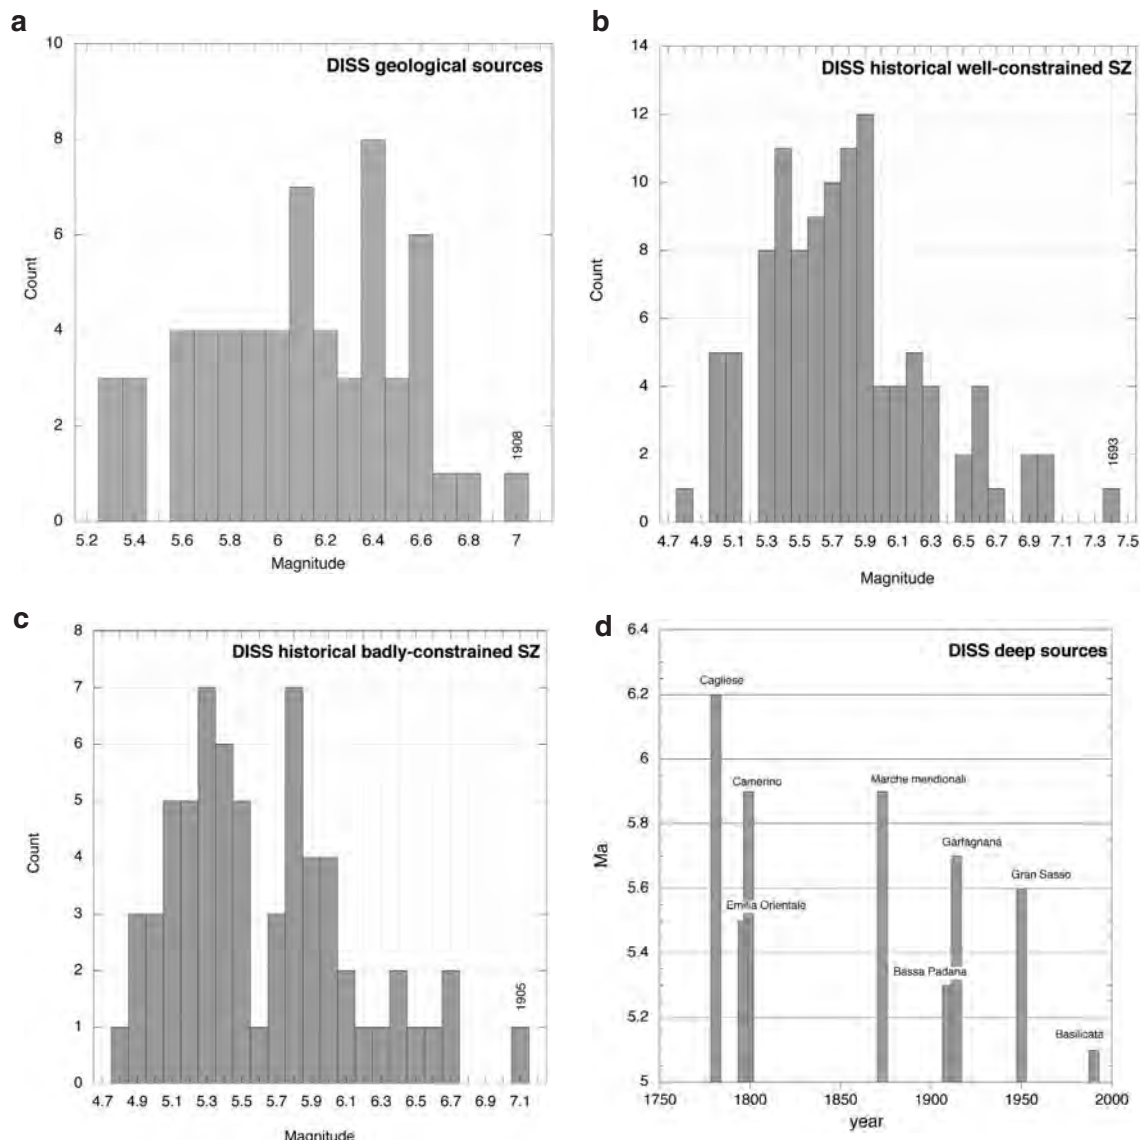 a
DISS geological sources
10
8
6
4
2
0
Count
1908
5.2 5.4 5.6 5.8 6 6.2 6.4 6.6 6.8 7
Magnitude
b
DISS historical well-constrained SZ
14
12
10
8
6
4
2
0
Count
1693
4.7 4.9 5.1 5.3 5.5 5.7 5.9 6.1 6.3 6.5 6.7 6.9 7.1 7.3 7.5
Magnitude
c
DISS historical badly-constrained SZ
8
7
6
5
4
3
2
1
0
Count
1905
4.7 4.9 5.1 5.3 5.5 5.7 5.9 6.1 6.3 6.5 6.7 6.9 7.1
Magnitude
d
DISS deep sources
6.4
6.2
6
5.8
5.6
5.4
5.2
5
Ma
Cagliese
Camerino
Marche meridionali
Garfagnana
Gran Sasso
Emilia Orientale
Bassa Padana
Basilicata
1750 1800 1850 1900 1950 2000
year